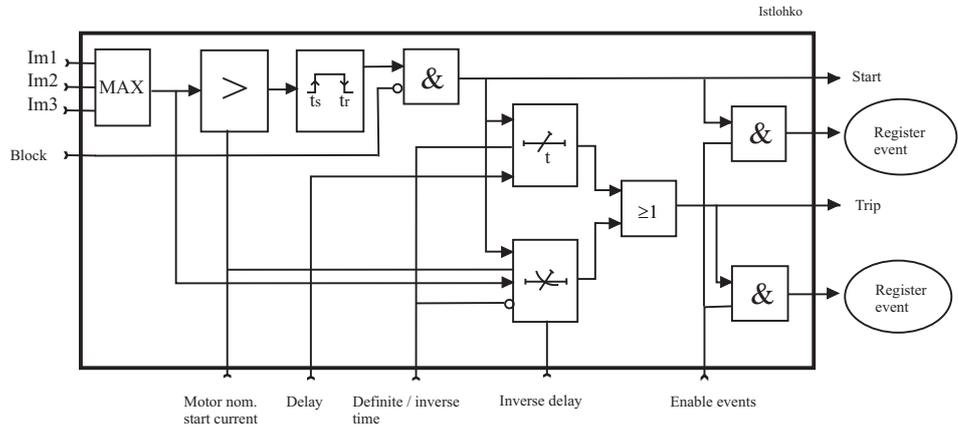 Istlohko
Im1
Im2
Im3
MAX
>
ts tr
&
Start
Block
t
&
Register
event
≥1
Trip
&
Register
event
Motor nom.
start current
Delay
Definite / inverse
time
Inverse delay
Enable events